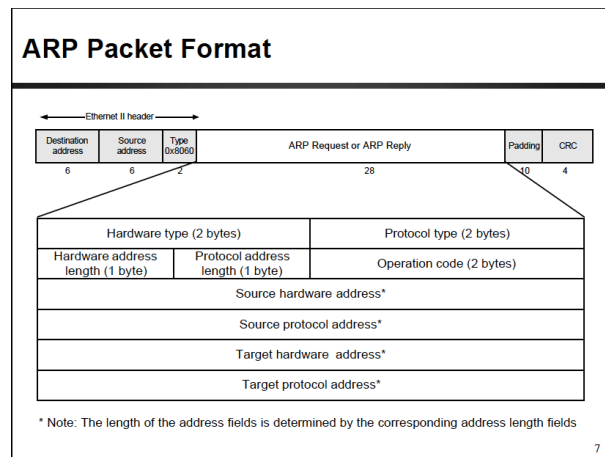 ARP Packet Format
Ethernet II header
Destination
address
Source
address
Type
0x8060
ARP Request or ARP Reply
Padding
CRC
6
6
2
28
10
4
Hardware type (2 bytes)
Protocol type (2 bytes)
Hardware address
length (1 byte)
Protocol address
length (1 byte)
Operation code (2 bytes)
Source hardware address*
Source protocol address*
Target hardware address*
Target protocol address*
* Note: The length of the address fields is determined by the corresponding address length fields
7